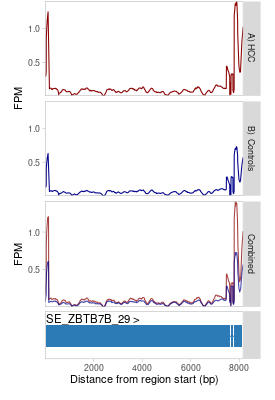 1.0
0.5
A) HCC
FPM
1.0
0.5
B) Controls
1.0
0.5
Combined
FPM
SE_ZBTB7B_29 >
2000 4000 6000 8000
Distance from region start (bp)